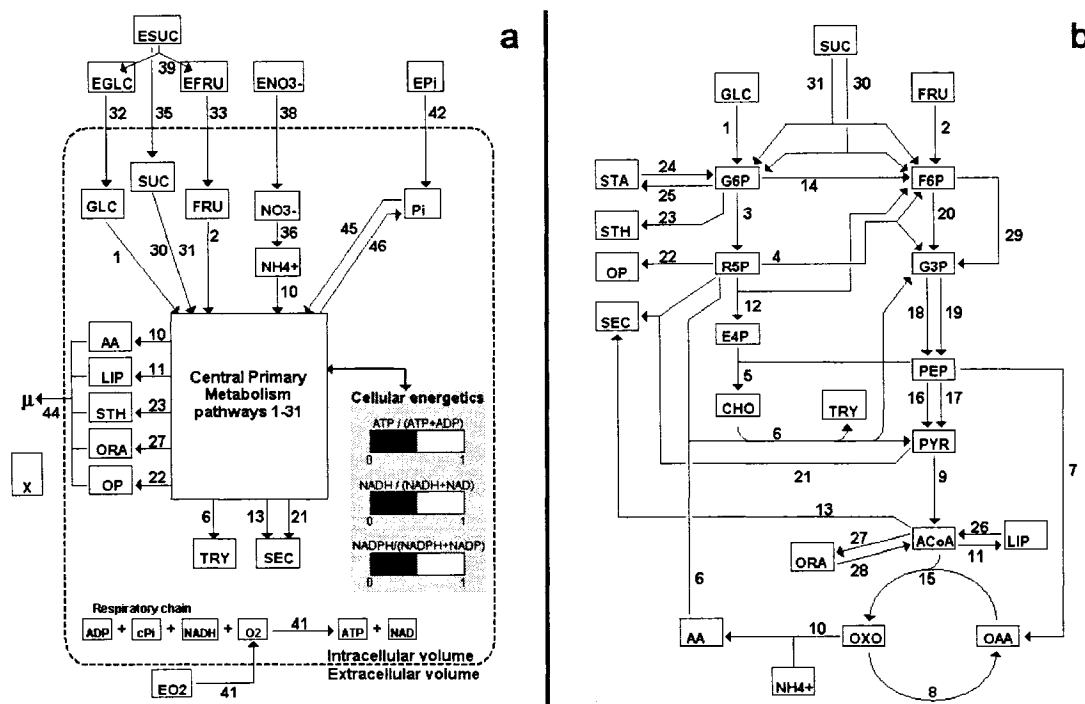 a
ESUC
39
EGLC
EFRU
ENO3-
EPi
32
35
33
38
42
SUC
GLC
FRU
NO3-
Pi
45
46
36
NH4+
1
30
31
2
10
AA
10
LIP
11
STH
23
ORA
27
OP
22
μ
44
X
Central Primary
Metabolism
pathways 1-31
Cellular energetics
ATP / (ATP+ADP)
0 1
NADH / (NADH+NAD)
0 1
NADPH/(NADPH+NADP)
0 1
6
13
21
TRY
SEC
Respiratory chain
ADP + cPi + NADH + O2 41 ATP + NAD
Intracellular volume
Extracellular volume
EO2
41
b
SUC
31
30
GLC
FRU
1
2
STA
24
25
G6P
14
F6P
STH
23
3
20
29
OP
22
R5P
4
G3P
SEC
12
18
19
E4P
5
PEP
CHO
TRY
16
17
6
PYR
21
9
7
13
ACoA
26
LIP
11
ORA
27
28
15
6
AA
10
OXO
OAA
NH4+
8